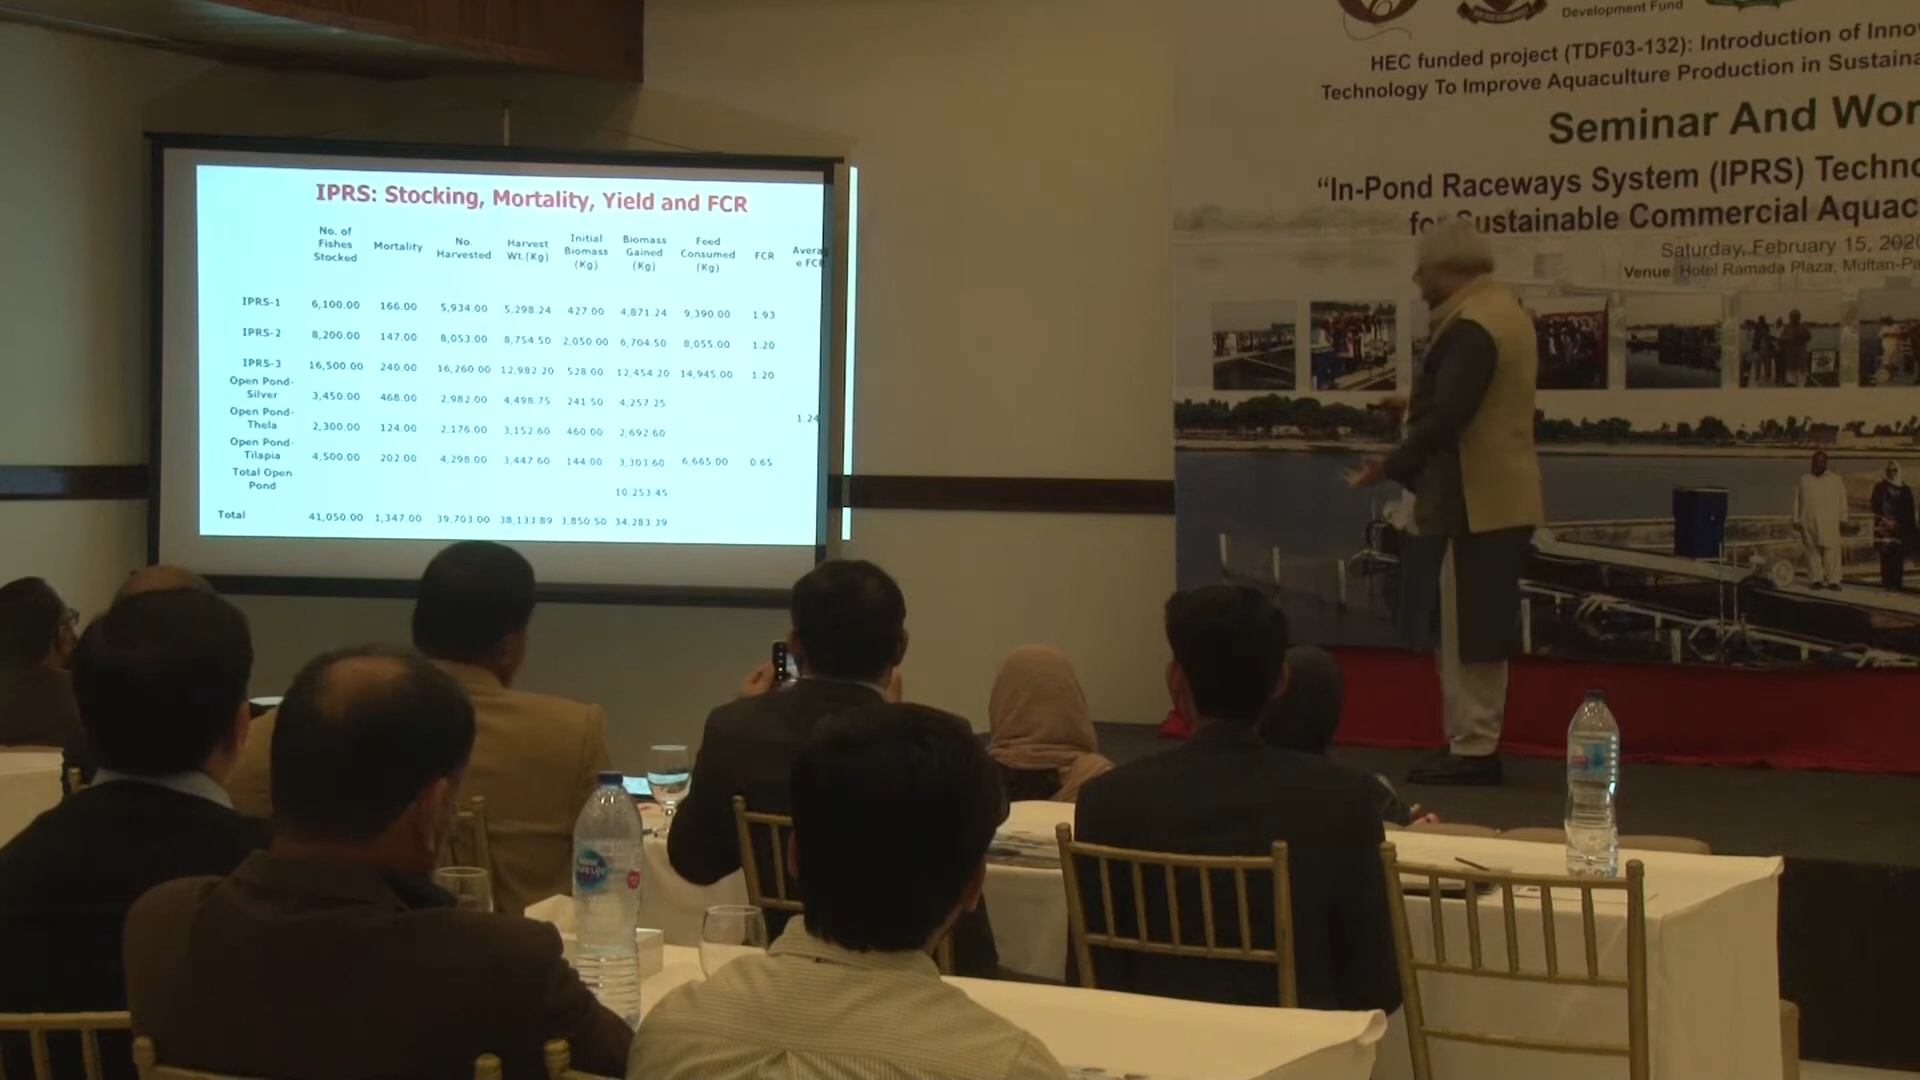 IPRS: Stocking, Mortality, Yield and FCR
No. of Fishes Stocked Mortality No. Harvested Harvest Wt.(Kg) Initial Biomass (Kg) Biomass Gained (Kg) Feed Consumed (Kg) FCR Averag e FCR
IPRS-1 6,100.00 166.00 5,934.00 5,298.24 427.00 4,871.24 9,390.00 1.93
IPRS-2 8,200.00 147.00 8,053.00 8,754.50 2,050.00 6,704.50 8,055.00 1.20
IPRS-3 16,500.00 240.00 16,260.00 12,982.20 528.00 12,454.20 14,945.00 1.20
Open Pond-Silver 3,450.00 468.00 2,982.00 4,498.75 241.50 4,257.25
1.24
Open Pond-Thela 2,300.00 124.00 2,176.00 3,152.60 460.00 2,692.60
Open Pond-Tilapia 4,500.00 202.00 4,298.00 3,447.60 144.00 3,303.60 6,665.00 0.65
Total Open Pond 10,253.45
Total 41,050.00 1,347.00 39,703.00 38,133.89 3,850.50 34,283.39
Development Fund
HEC funded project (TDF03-132): Introduction of Inno
Technology To Improve Aquaculture Production in Sustaina
Seminar And Wor
“In-Pond Raceways System (IPRS) Techno
for Sustainable Commercial Aquac
Saturday, February 15, 2020
Venue: Hotel Ramada Plaza, Multan-Pa